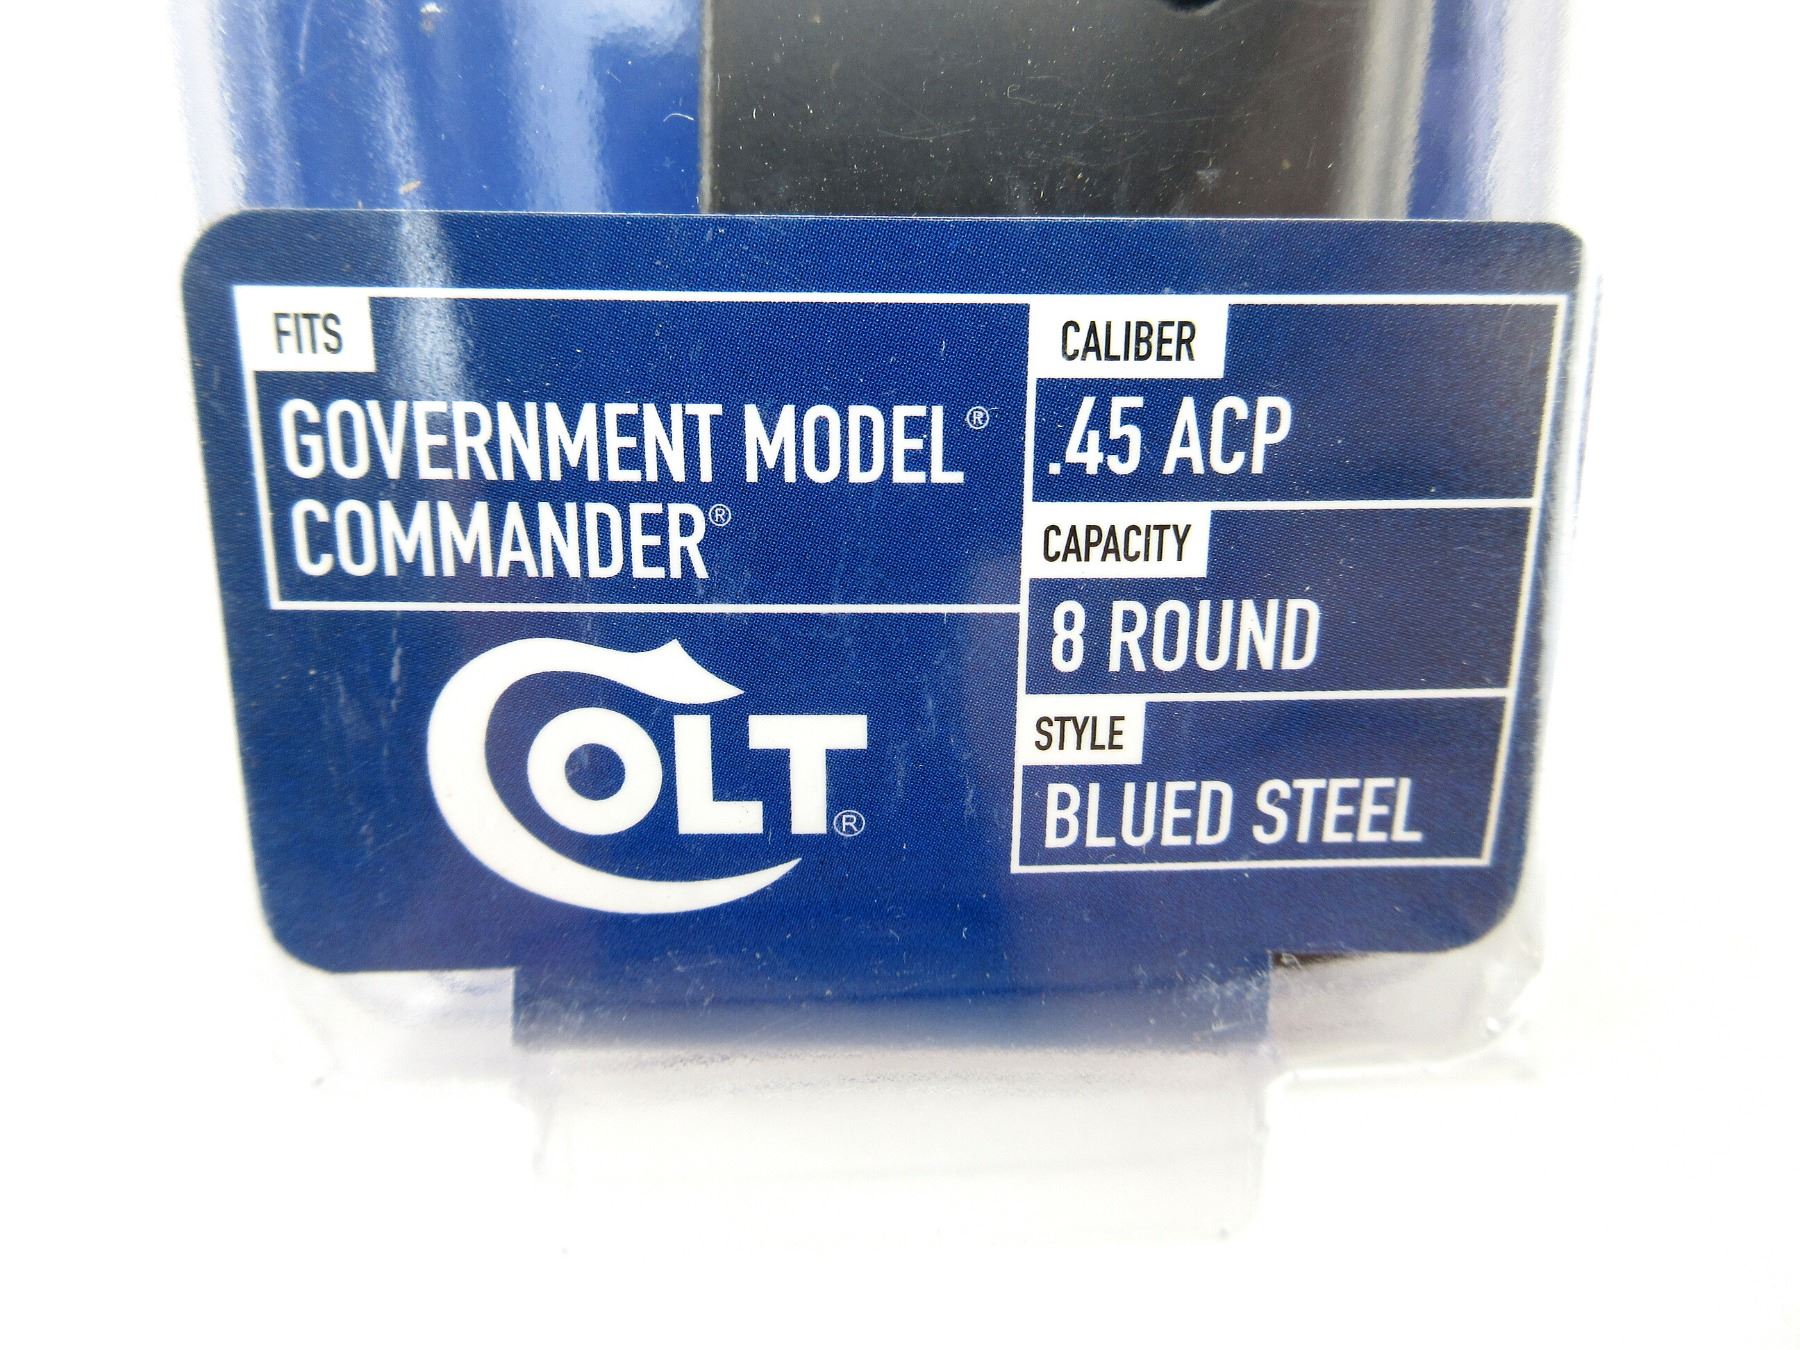 FITS
GOVERNMENT MODEL®
COMMANDER®
COLT®
CALIBER
.45 ACP
CAPACITY
8 ROUND
STYLE
BLUED STEEL